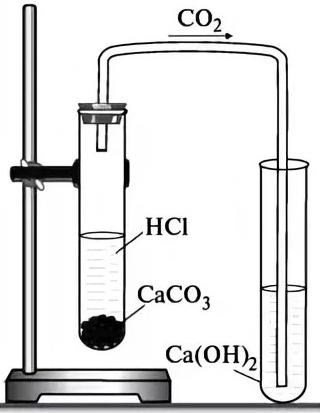 CO₂
HCl
CaCO₃
Ca(OH)₂